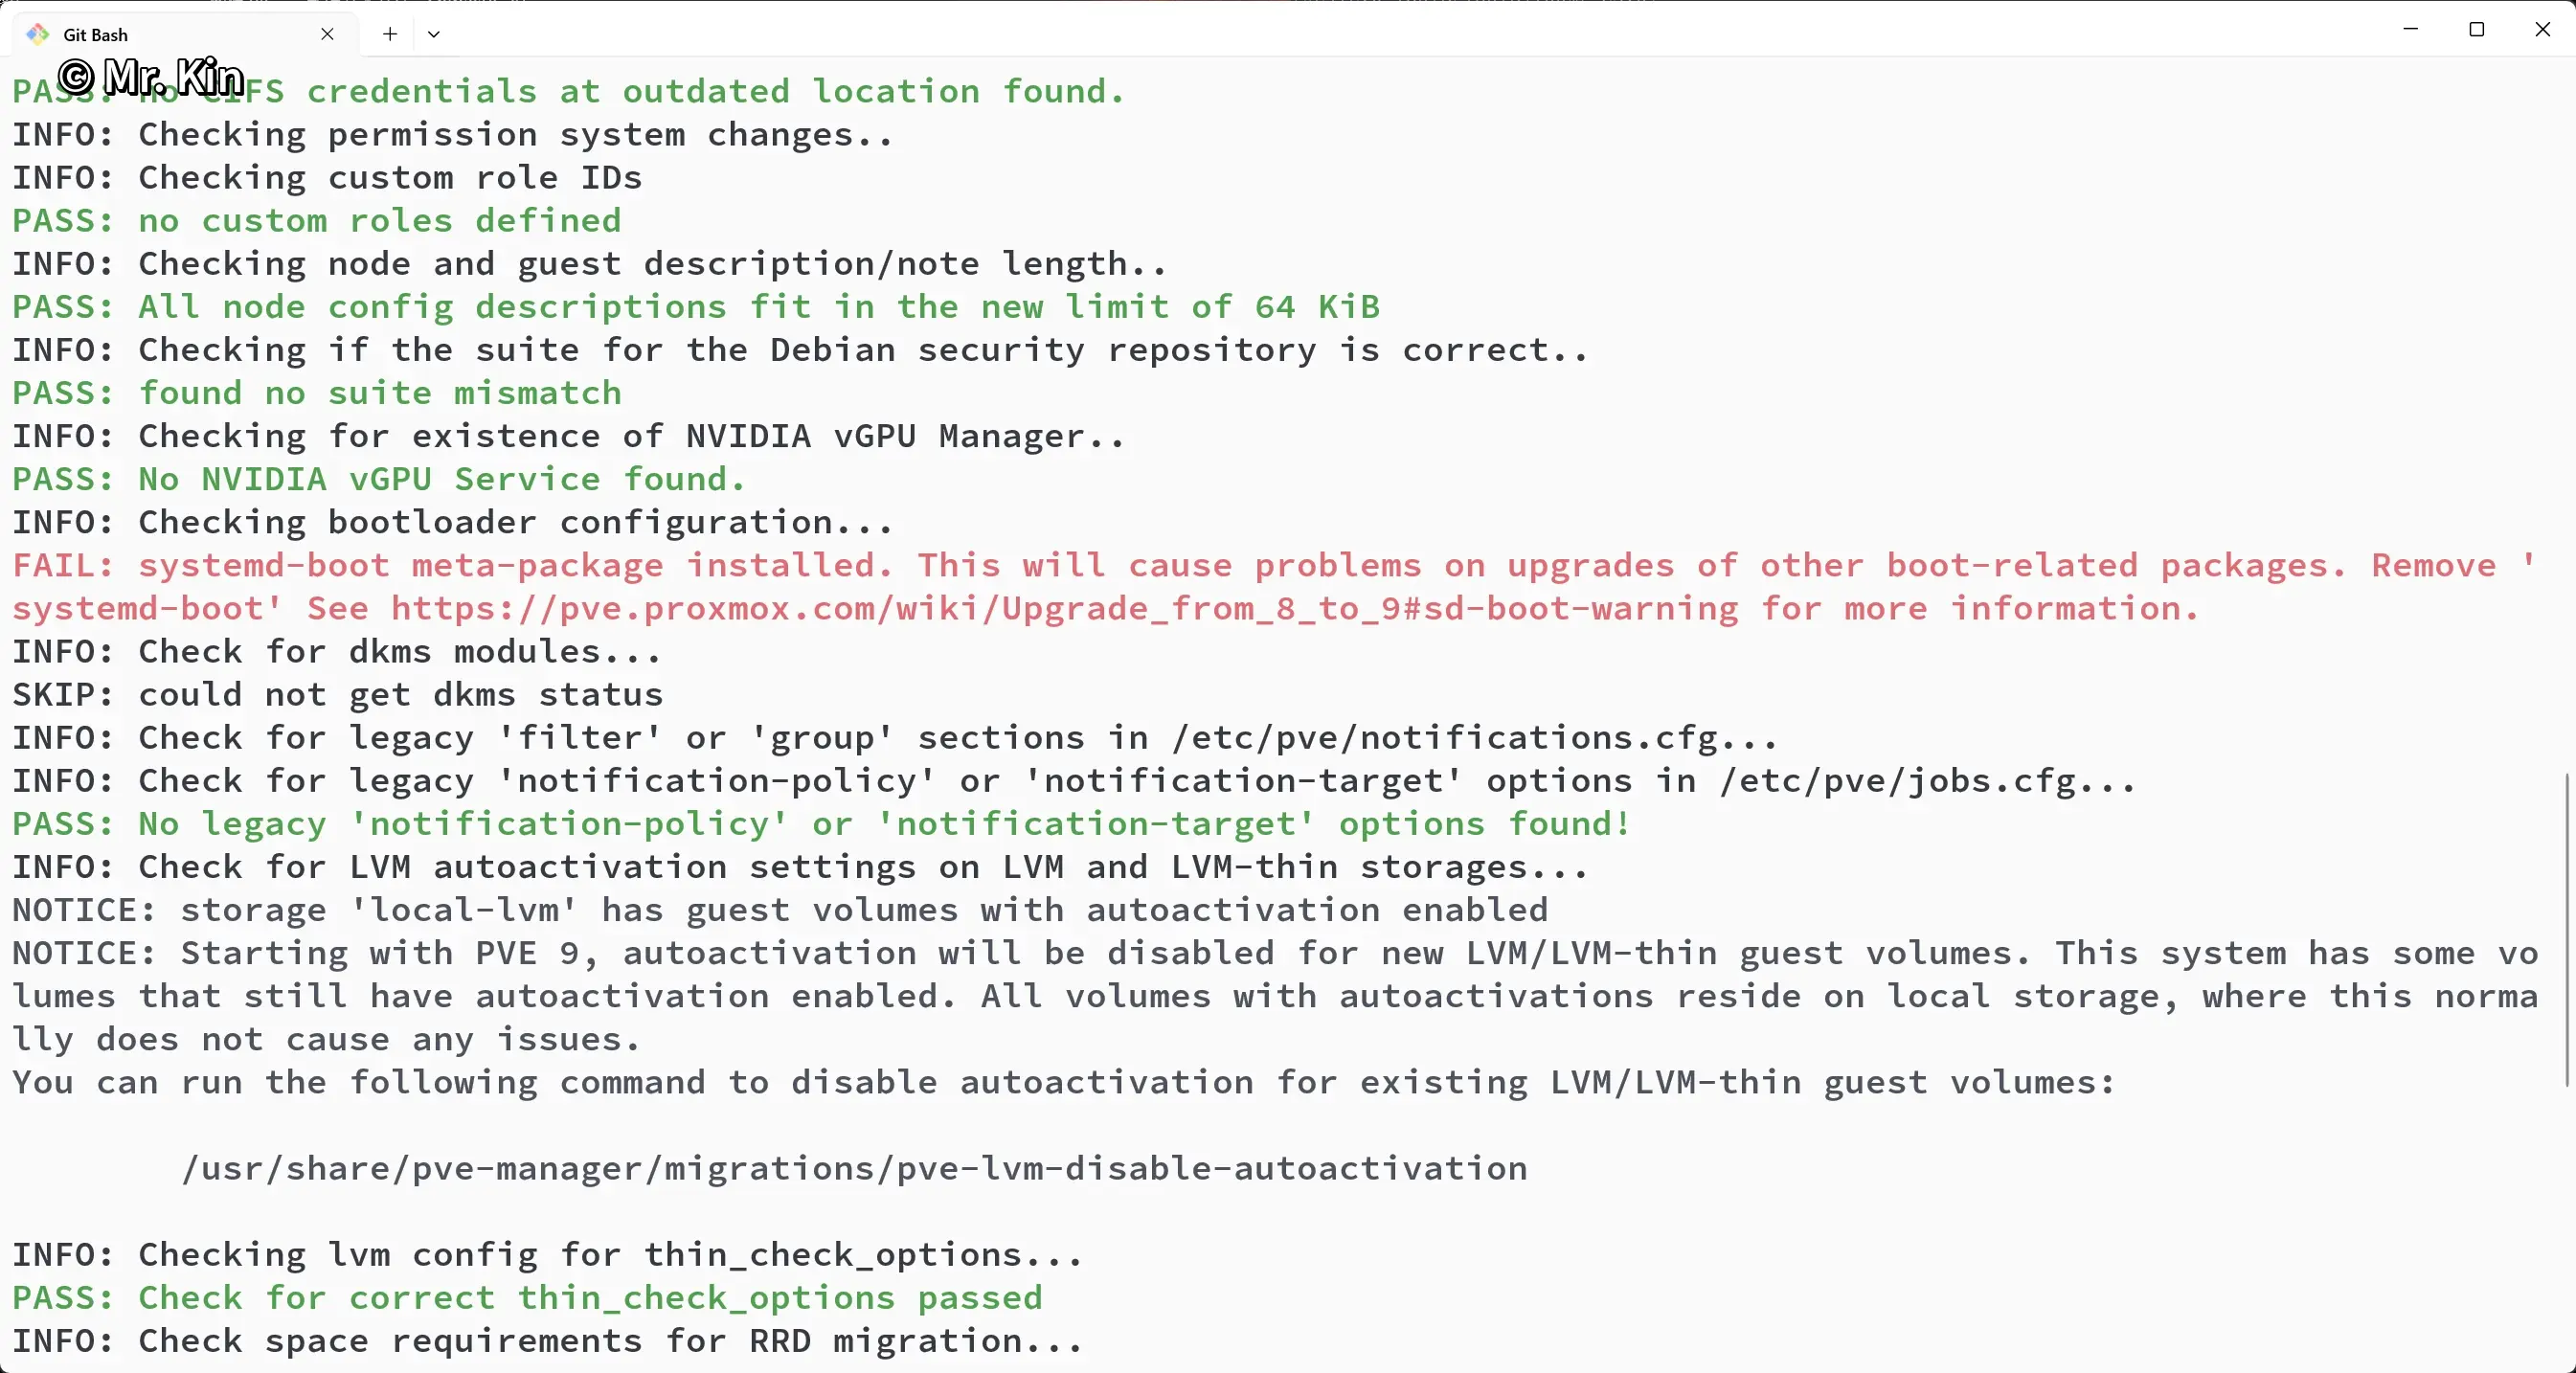 Git Bash
© Mr. Kin
PASS: no CIFS credentials at outdated location found.
INFO: Checking permission system changes..
INFO: Checking custom role IDs
PASS: no custom roles defined
INFO: Checking node and guest description/note length..
PASS: All node config descriptions fit in the new limit of 64 KiB
INFO: Checking if the suite for the Debian security repository is correct..
PASS: found no suite mismatch
INFO: Checking for existence of NVIDIA vGPU Manager..
PASS: No NVIDIA vGPU Service found.
INFO: Checking bootloader configuration...
FAIL: systemd-boot meta-package installed. This will cause problems on upgrades of other boot-related packages. Remove '
systemd-boot' See https://pve.proxmox.com/wiki/Upgrade_from_8_to_9#sd-boot-warning for more information.
INFO: Check for dkms modules...
SKIP: could not get dkms status
INFO: Check for legacy 'filter' or 'group' sections in /etc/pve/notifications.cfg...
INFO: Check for legacy 'notification-policy' or 'notification-target' options in /etc/pve/jobs.cfg...
PASS: No legacy 'notification-policy' or 'notification-target' options found!
INFO: Check for LVM autoactivation settings on LVM and LVM-thin storages...
NOTICE: storage 'local-lvm' has guest volumes with autoactivation enabled
NOTICE: Starting with PVE 9, autoactivation will be disabled for new LVM/LVM-thin guest volumes. This system has some vo
lumes that still have autoactivation enabled. All volumes with autoactivations reside on local storage, where this norma
lly does not cause any issues.
You can run the following command to disable autoactivation for existing LVM/LVM-thin guest volumes:
/usr/share/pve-manager/migrations/pve-lvm-disable-autoactivation
INFO: Checking lvm config for thin_check_options...
PASS: Check for correct thin_check_options passed
INFO: Check space requirements for RRD migration...